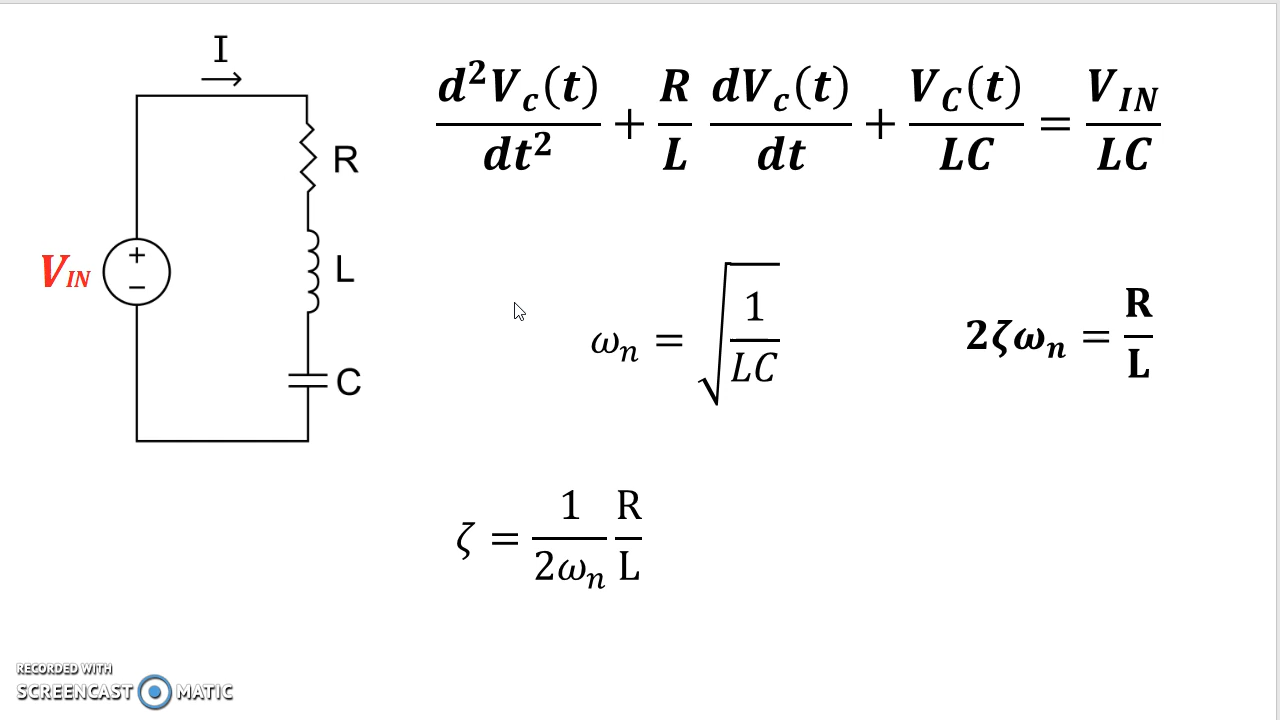 I
R
L
C
V_IN
+
−
d²V_c(t)/dt² + R/L dV_c(t)/dt + V_C(t)/LC = V_IN/LC
ω_n = √(1/LC)
2ζω_n = R/L
ζ = 1/2ω_n R/L
RECORDED WITH
SCREENCAST MATIC